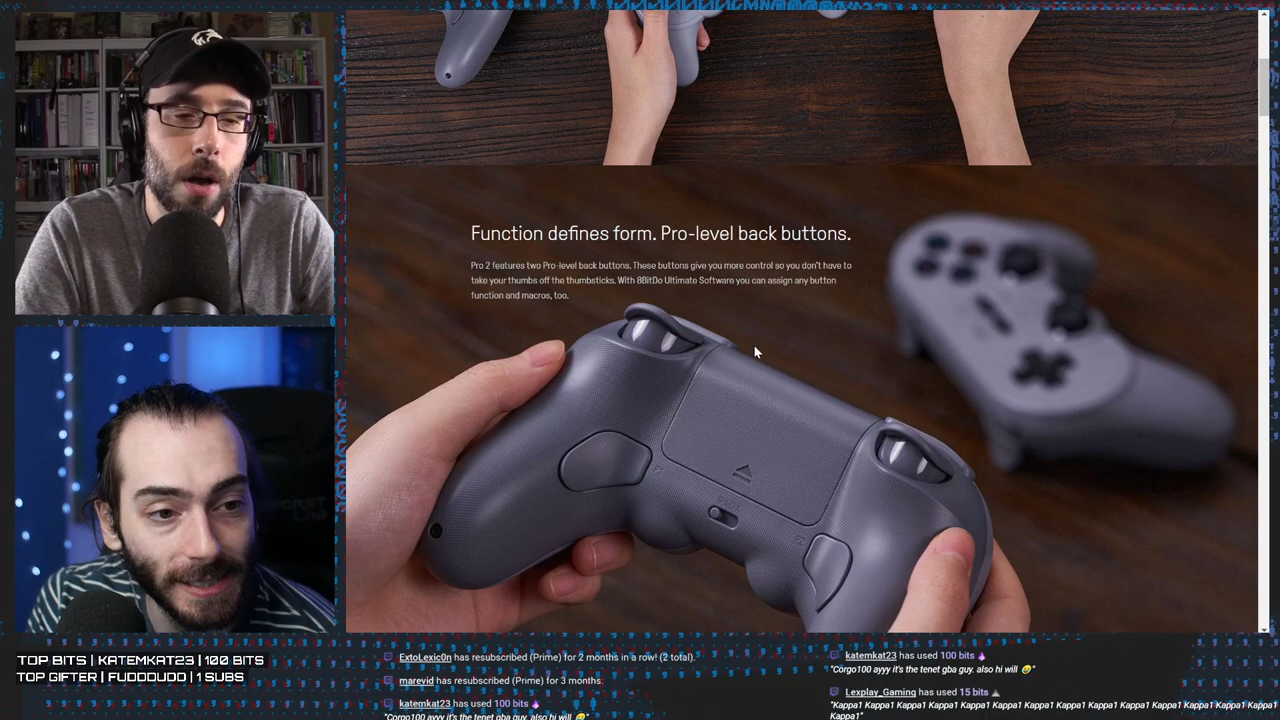 Function defines form. Pro-level back buttons.
Pro 2 features two Pro-level back buttons. These buttons give you more control so you don't have to
take your thumbs off the thumbsticks. With 8BitDo Ultimate Software you can assign any button
function and macros, too.
TOP BITS | KATEMKAT23 | 100 BITS
TOP GIFTER | FUDDOUDO | 1 SUBS
ExtoLexic0n has resubscribed (Prime) for 2 months in a row! (2 total).
marevid has resubscribed (Prime) for 3 months.
katemkat23 has used 100 bits
"Corgo100 ayyy it's the tenet gba guy. also hi will 😅"
katemkat23 has used 100 bits
"Corgo100 ayyy it's the tenet gba guy. also hi will 😅"
Lexplay_Gaming has used 15 bits
"Kappa1 Kappa1 Kappa1 Kappa1 Kappa1 Kappa1 Kappa1 Kappa1 Kappa1 Kappa1 Kappa1 Kappa1 Kappa1 Kappa1
Kappa1"